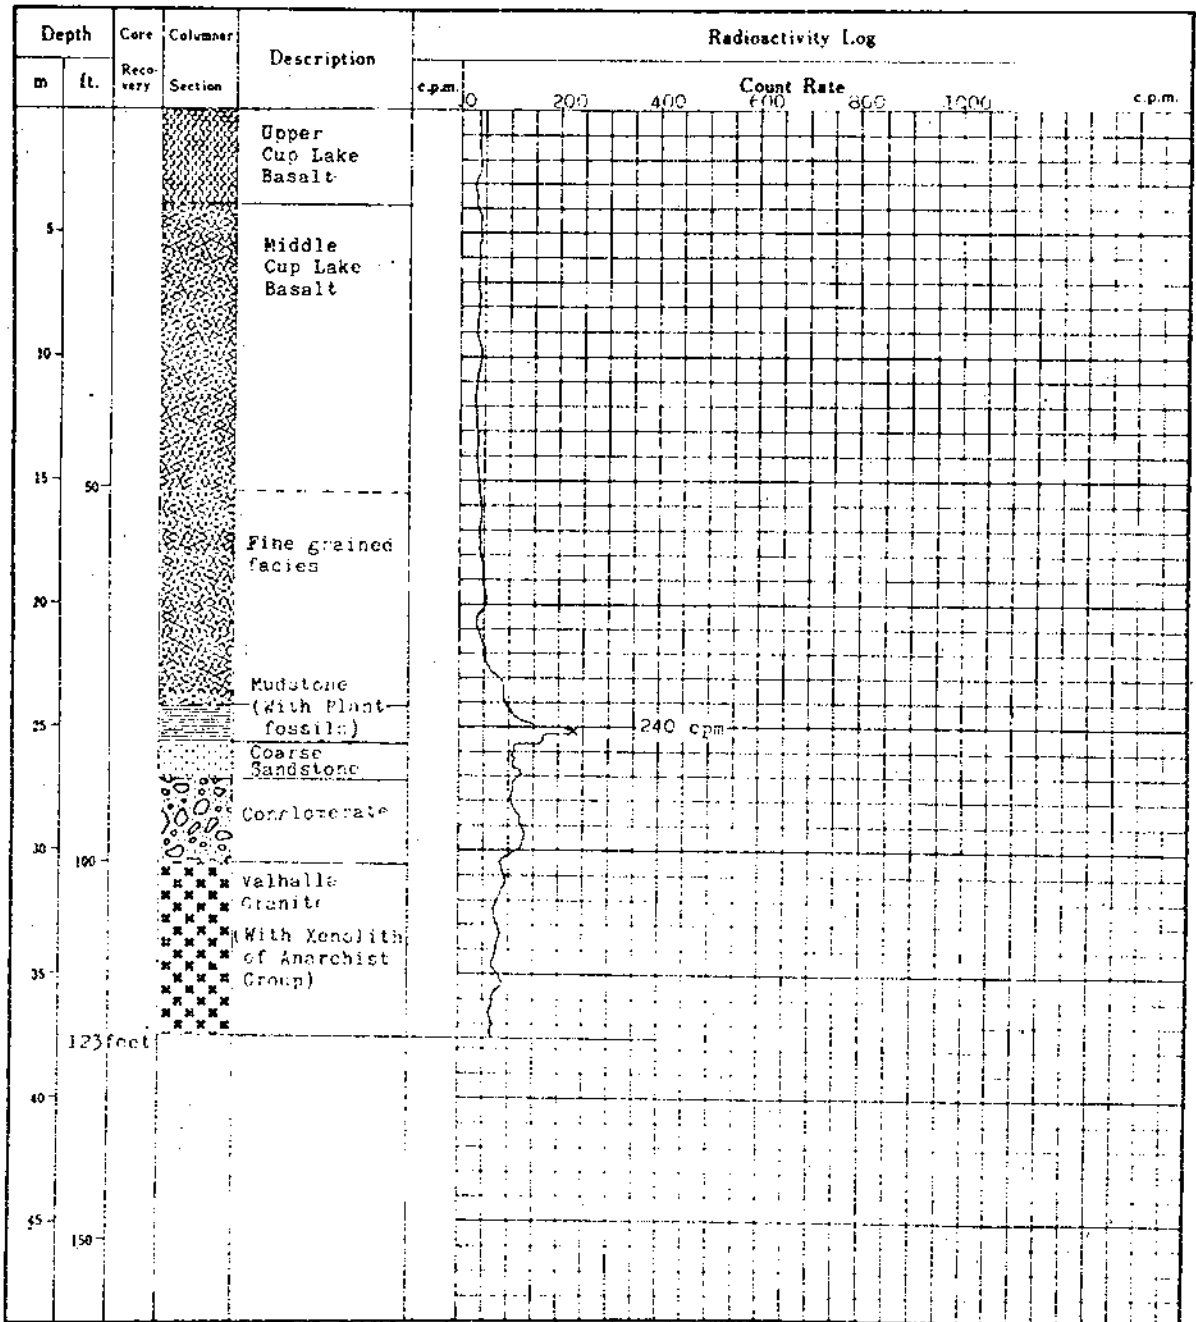 Depth
Core
Columner
Radioactivity Log
Description
m
ft.
Reco-
very
Section
c.p.m.
Count Rate
c.p.m.
0 200 400 600 800 1000
Upper
Cup Lake
Basalt
5
Middle
Cup Lake
Basalt
10
15
50
Fine grained
facies
20
Mudstone
(With Plant
fossils)
25
240 cpm
Coarse
Sandstone
Conglomerate
30
100
Valhalla
Granite
(With Xenolith
of Anarchist
Group)
35
123feet
40
45
150